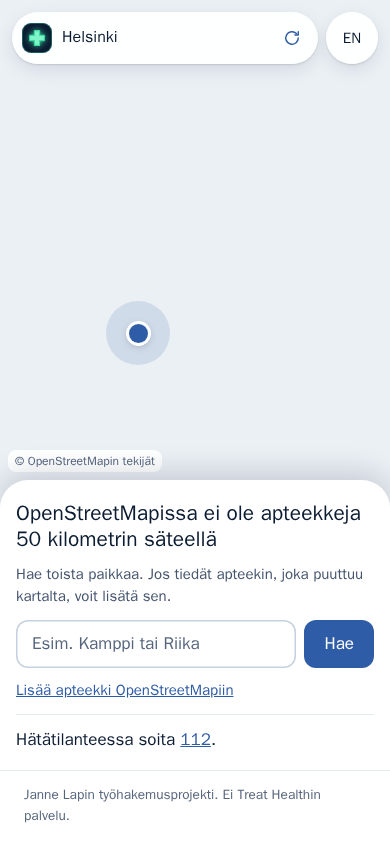 Helsinki
EN
© OpenStreetMapin tekijät
OpenStreetMapissa ei ole apteekkeja
50 kilometrin säteellä
Hae toista paikkaa. Jos tiedät apteekin, joka puuttuu
kartalta, voit lisätä sen.
Esim. Kamppi tai Riika
Hae
Lisää apteekki OpenStreetMapiin
Hätätilanteessa soita 112.
Janne Lapin työhakemusprojekti. Ei Treat Healthin
palvelu.